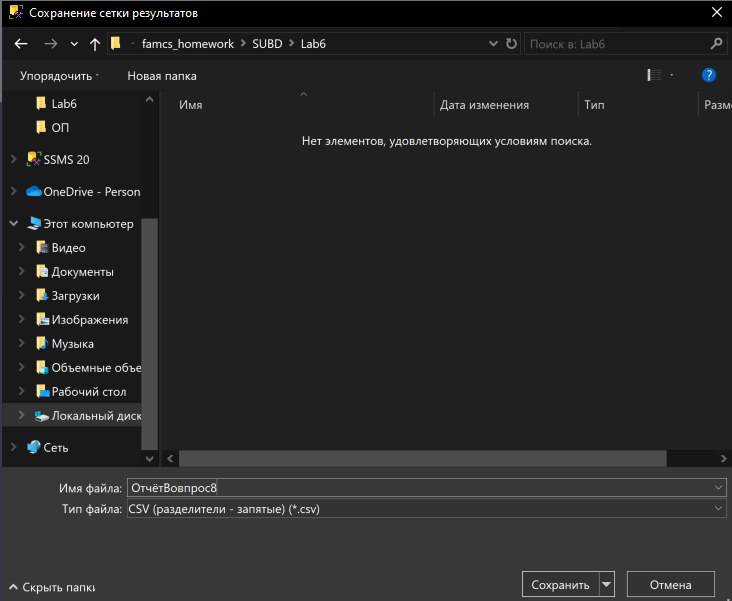 Сохранение сетки результатов
famcs_homework > SUBD > Lab6
Поиск в: Lab6
Упорядочить
Новая папка
Имя
Дата изменения
Тип
Разм
Нет элементов, удовлетворяющих условиям поиска.
Lab6
ОП
SSMS 20
OneDrive - Person
Этот компьютер
Видео
Документы
Загрузки
Изображения
Музыка
Объемные объе
Рабочий стол
Локальный диск
Сеть
Имя файла: ОтчётВовпрос8
Тип файла: CSV (разделители - запятые) (*.csv)
Скрыть папки
Сохранить
Отмена